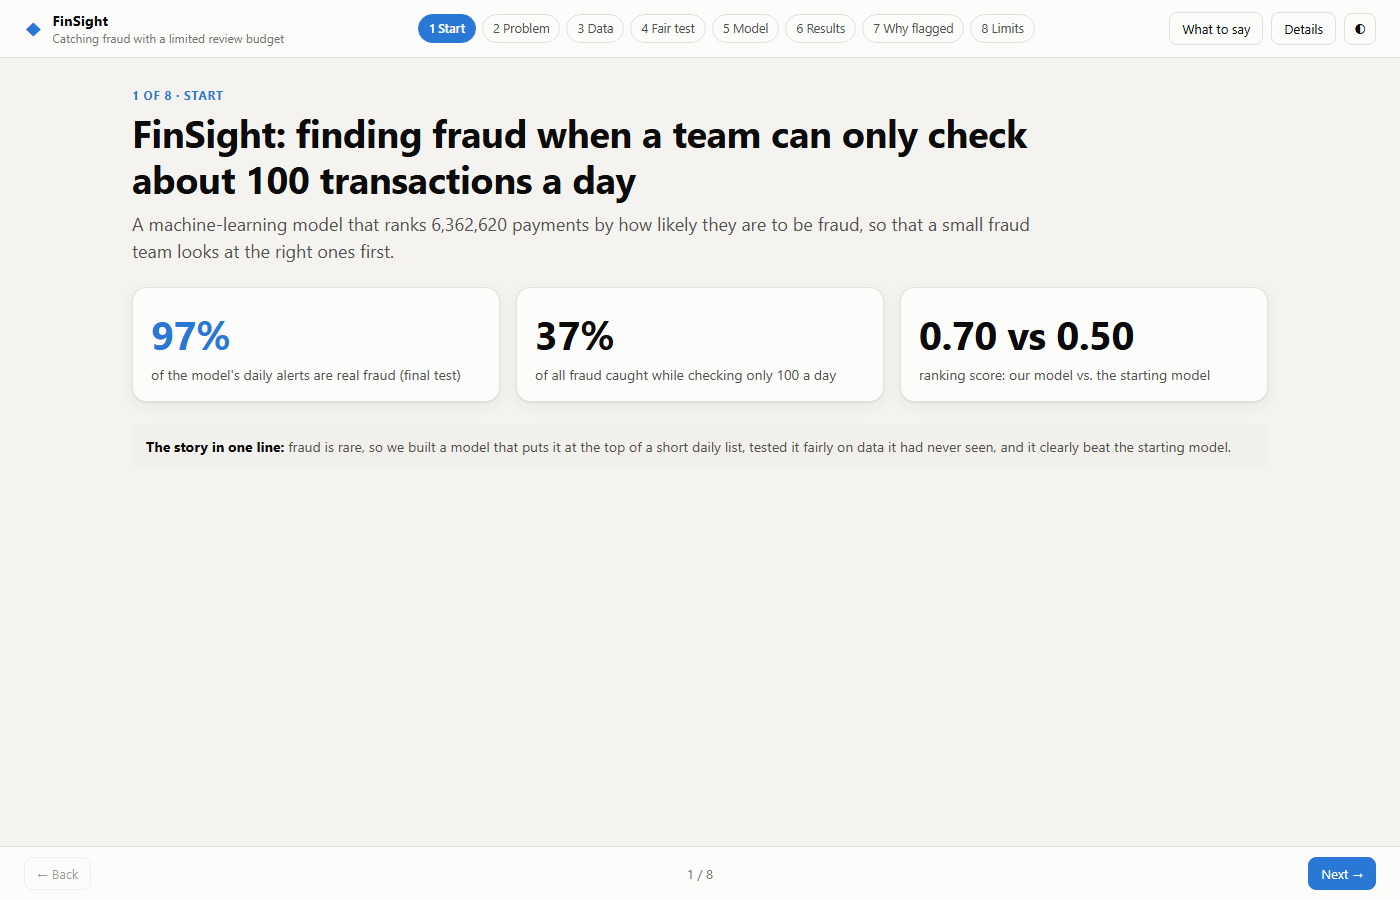 FinSight
Catching fraud with a limited review budget
1 Start
2 Problem
3 Data
4 Fair test
5 Model
6 Results
7 Why flagged
8 Limits
What to say
Details
1 OF 8 · START
FinSight: finding fraud when a team can only check
about 100 transactions a day
A machine-learning model that ranks 6,362,620 payments by how likely they are to be fraud, so that a small fraud
team looks at the right ones first.
97%
of the model's daily alerts are real fraud (final test)
37%
of all fraud caught while checking only 100 a day
0.70 vs 0.50
ranking score: our model vs. the starting model
The story in one line: fraud is rare, so we built a model that puts it at the top of a short daily list, tested it fairly on data it had never seen, and it clearly beat the starting model.
← Back
1 / 8
Next →